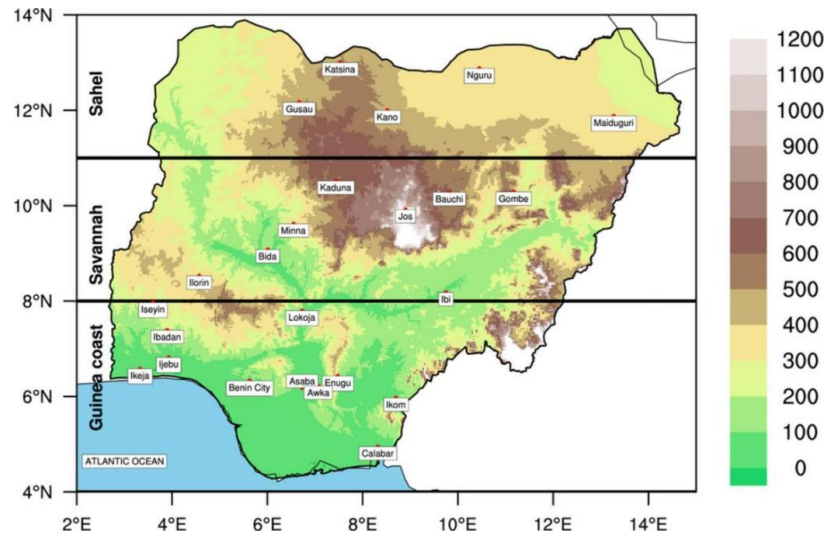 14°N
12°N
10°N
8°N
6°N
4°N
2°E
4°E
6°E
8°E
10°E
12°E
14°E
Sahel
Savannah
Guinea coast
Katsina
Nguru
Gusau
Kano
Maiduguri
Kaduna
Bauchi
Gombe
Jos
Minna
Bida
Ilorin
Ibi
Iseyin
Lokoja
Ibadan
Ijebu
Ikeja
Benin City
Asaba
Enugu
Awka
Ikom
Calabar
ATLANTIC OCEAN
1200
1100
1000
900
800
700
600
500
400
300
200
100
0